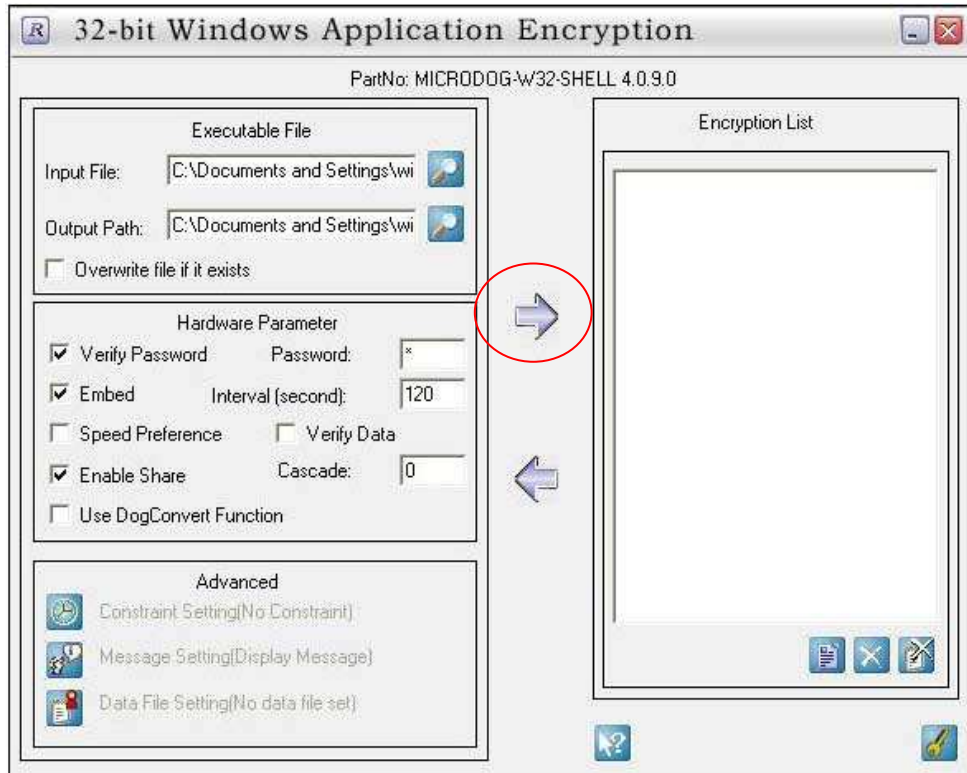 R 32-bit Windows Application Encryption
PartNo: MICRODOG-W32-SHELL 4.0.9.0
Executable File
Input File: C:\Documents and Settings\wi
Output Path: C:\Documents and Settings\wi
Overwrite file if it exists
Hardware Parameter
Verify Password Password: *
Embed Interval (second): 120
Speed Preference Verify Data
Enable Share Cascade: 0
Use DogConvert Function
Advanced
Constraint Setting(No Constraint)
Message Setting(Display Message)
Data File Setting(No data file set)
Encryption List